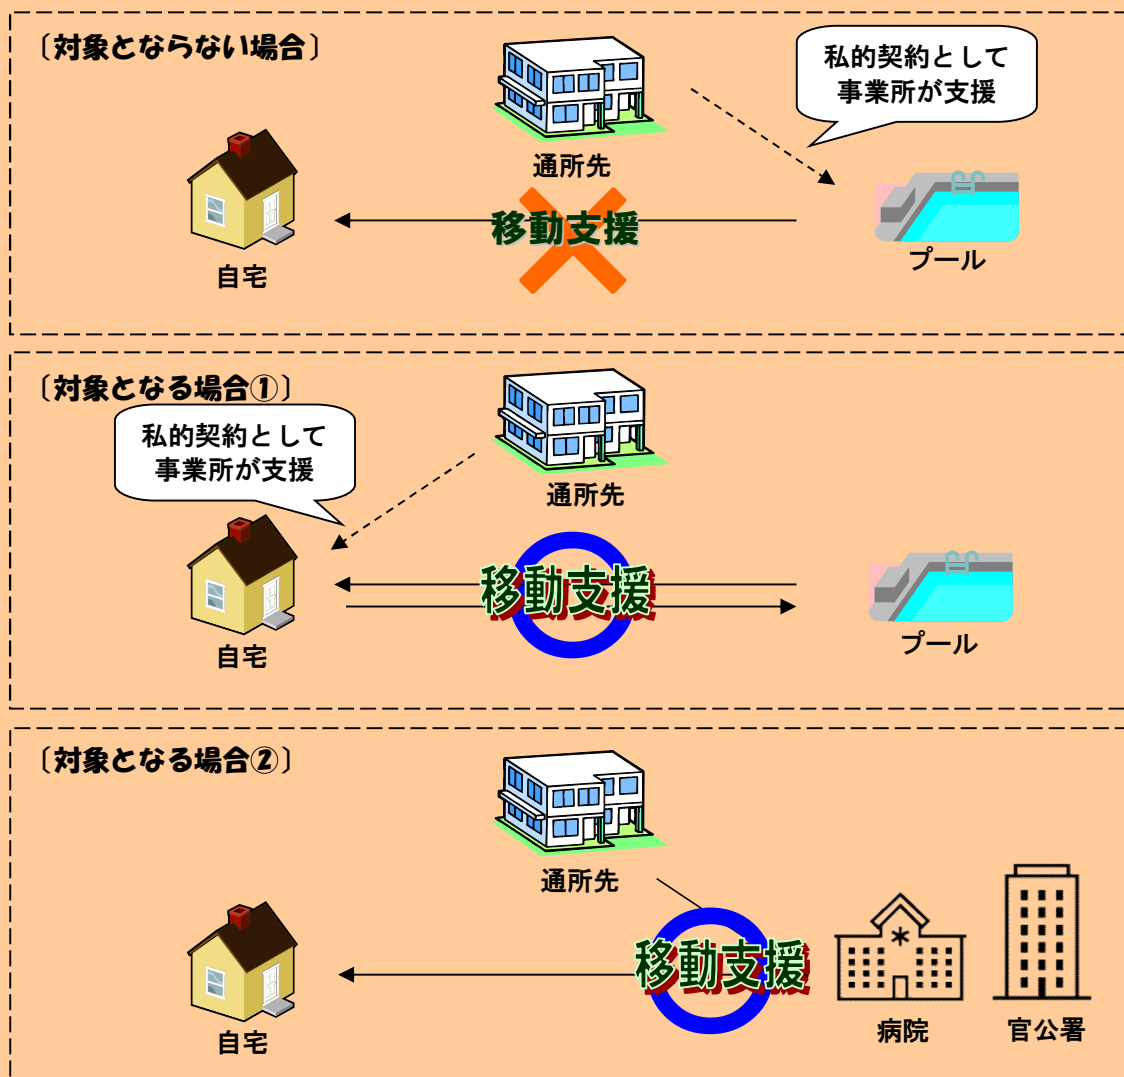 〔対象とならない場合〕
私的契約として
事業所が支援
通所先
移動支援
自宅
プール
〔対象となる場合①〕
私的契約として
事業所が支援
通所先
移動支援
自宅
プール
〔対象となる場合②〕
通所先
移動支援
自宅
病院
官公署